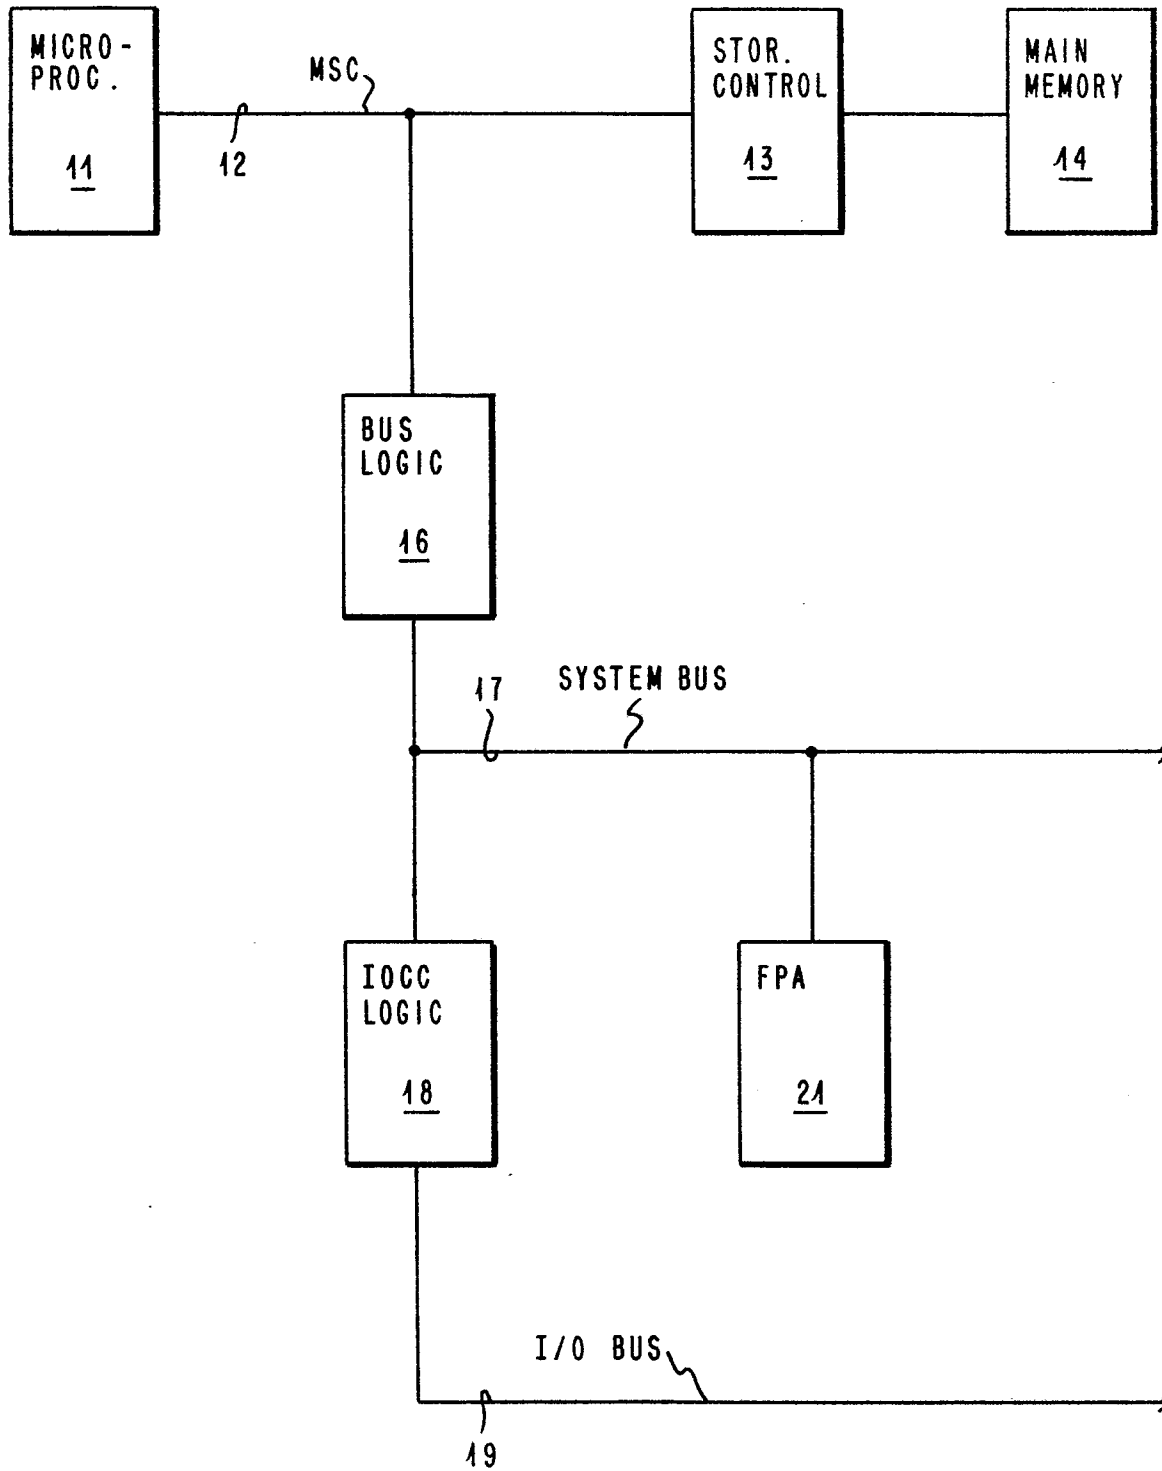 MICRO-
PROC.
11
MSC
12
STOR.
CONTROL
13
MAIN
MEMORY
14
BUS
LOGIC
16
17
SYSTEM BUS
IOCC
LOGIC
18
FPA
21
I/O BUS
19